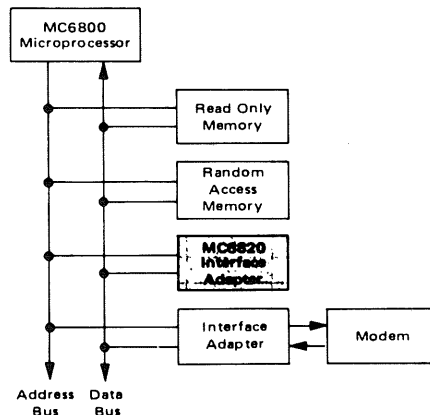 MC6800
Microprocessor
Read Only
Memory
Random
Access
Memory
MC6820
Interface
Adapter
Interface
Adapter
Modem
Address
Bus
Data
Bus